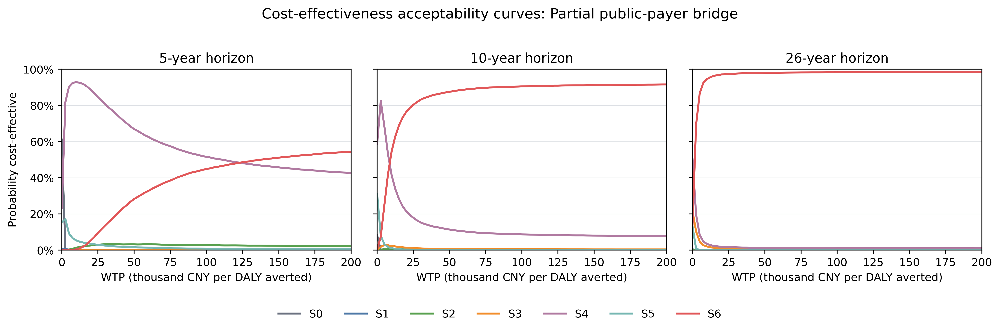 Cost-effectiveness acceptability curves: Partial public-payer bridge
5-year horizon
10-year horizon
26-year horizon
Probability cost-effective
100%
80%
60%
40%
20%
0%
0 25 50 75 100 125 150 175 200
0 25 50 75 100 125 150 175 200
0 25 50 75 100 125 150 175 200
WTP (thousand CNY per DALY averted)
WTP (thousand CNY per DALY averted)
WTP (thousand CNY per DALY averted)
S0 S1 S2 S3 S4 S5 S6